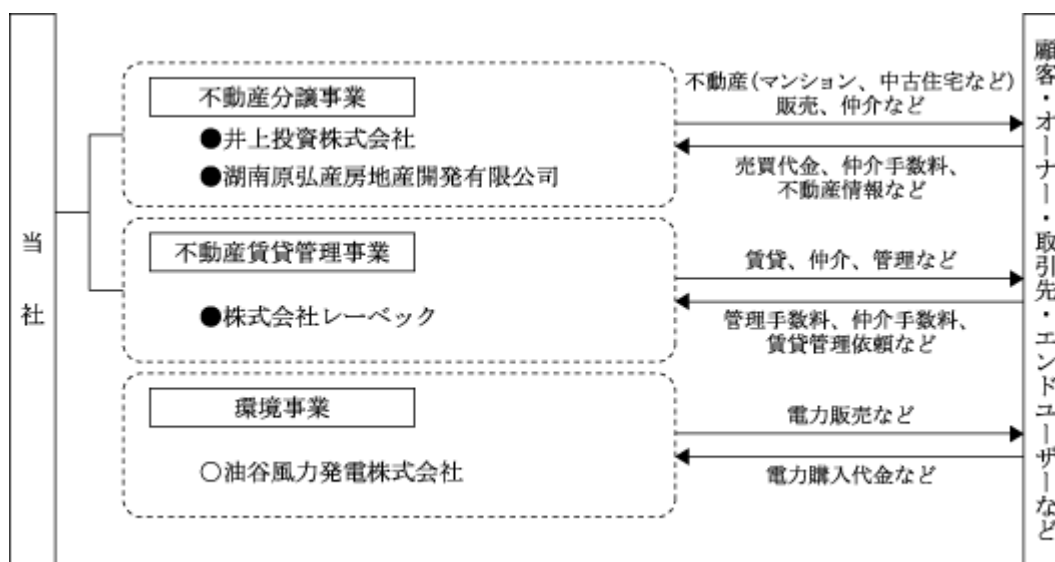 当社
不動産分譲事業
●井上投資株式会社
●湖南原弘産房地産開発有限公司
不動産(マンション、中古住宅など)
販売、仲介など
売買代金、仲介手数料、
不動産情報など
不動産賃貸管理事業
●株式会社レーベック
賃貸、仲介、管理など
管理手数料、仲介手数料、
賃貸管理依頼など
環境事業
○油谷風力発電株式会社
電力販売など
電力購入代金など
顧客・オーナー・取引先・エンドユーザーなど